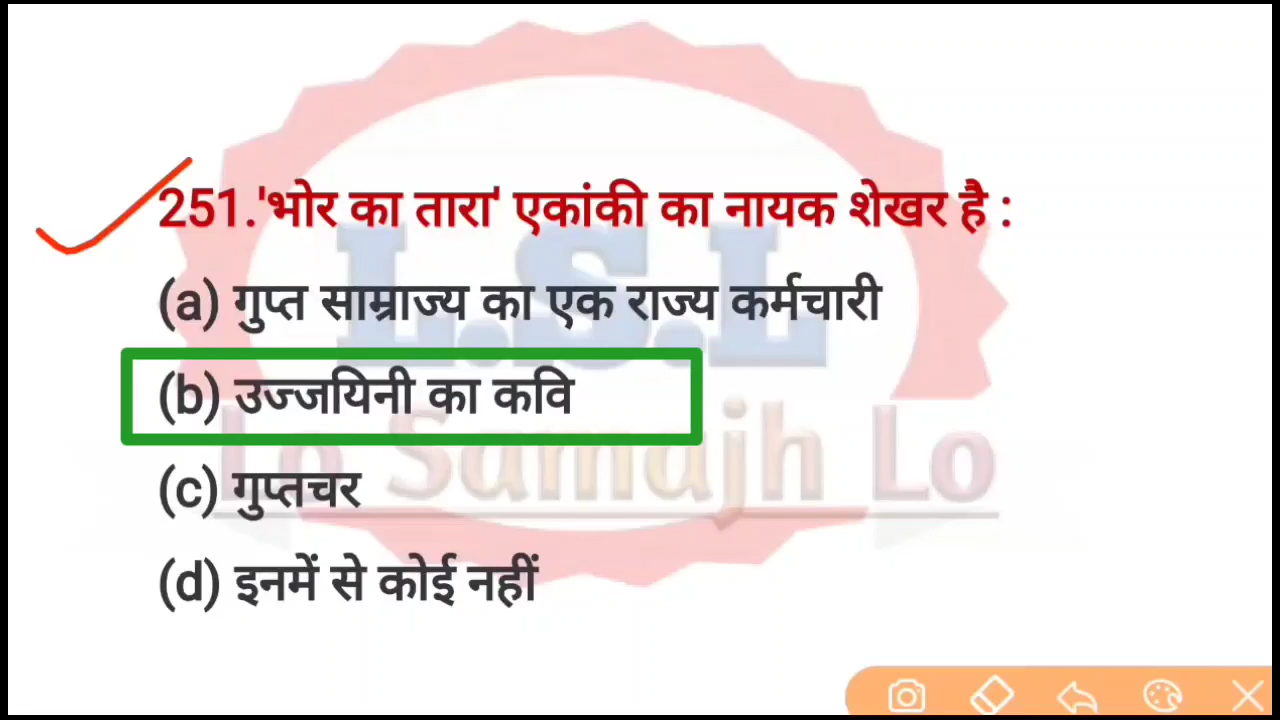 251.'भोर का तारा' एकांकी का नायक शेखर है :
(a) गुप्त साम्राज्य का एक राज्य कर्मचारी
(b) उज्जयिनी का कवि
(c) गुप्तचर
(d) इनमें से कोई नहीं
L.S.L
Lo Samajh Lo